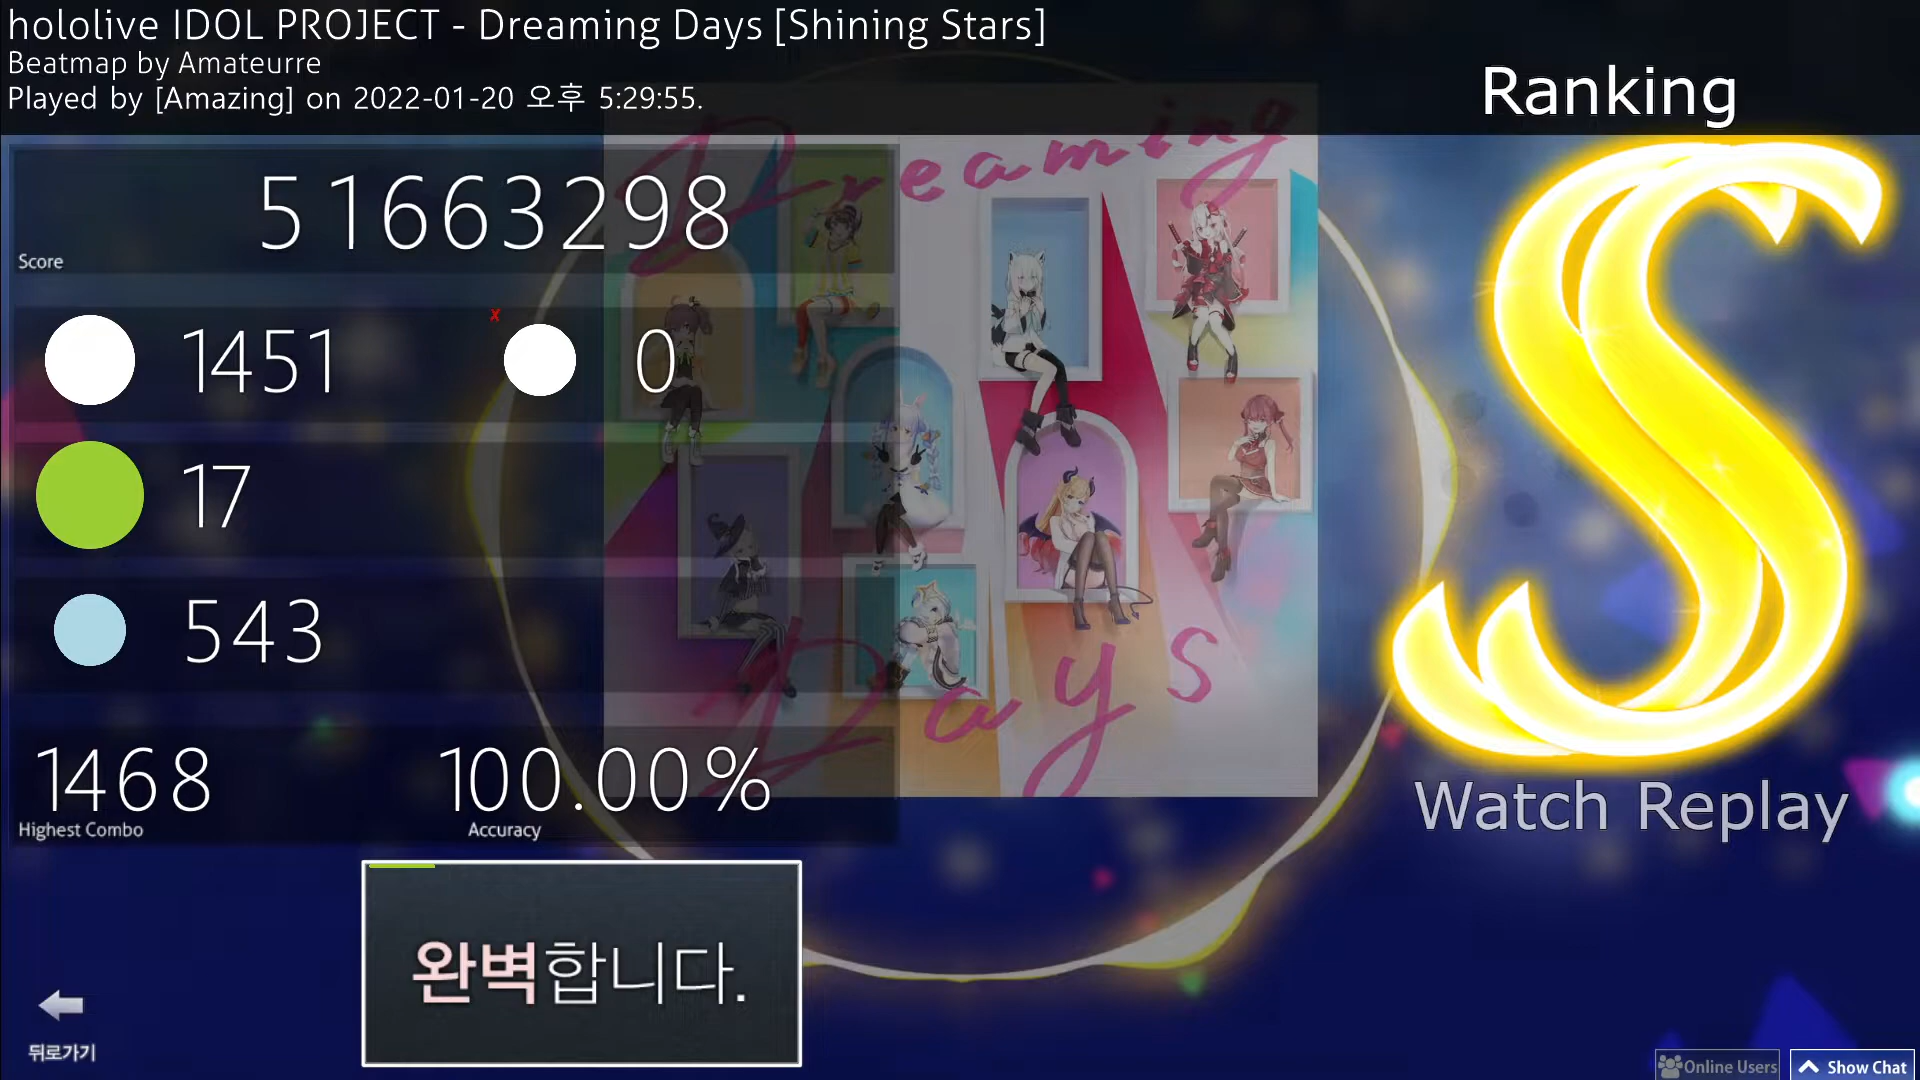 hololive IDOL PROJECT - Dreaming Days [Shining Stars]
Beatmap by Amateurre
Played by [Amazing] on 2022-01-20 오후 5:29:55.
Ranking
Dreaming
51663298
Score
1451
x
0
17
543
Days
1468
Highest Combo
100.00%
Accuracy
S
Watch Replay
완벽합니다.
뒤로가기
Online Users
Show Chat